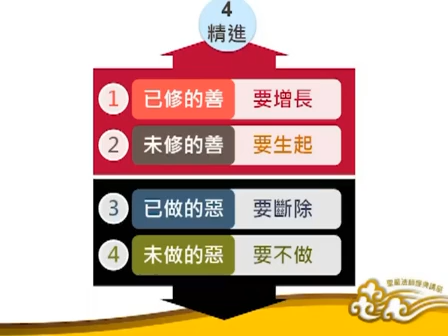 4
精進
1 已修的善 要增長
2 未修的善 要生起
3 已做的惡 要斷除
4 未做的惡 要不做